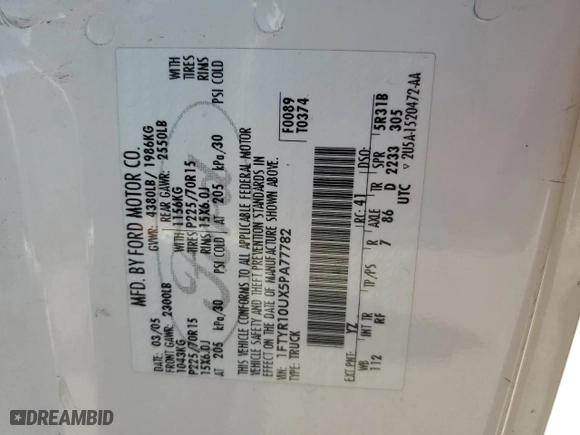 MFD. BY FORD MOTOR CO.
DATE: 03/05 GVWR: 4380LB/ 1986KG
FRONT GAWR: 2300LB REAR GAWR: 2550LB
1043KG WITH 1156KG WITH
P225/70R15 TIRES P225/70R15 TIRES
15X6.0J RIMS 15X6.0J RIMS
AT 205 kPa/30 PSI COLD AT 205 kPa/30 PSI COLD
THIS VEHICLE CONFORMS TO ALL APPLICABLE FEDERAL MOTOR
VEHICLE SAFETY AND THEFT PREVENTION STANDARDS IN
EFFECT ON THE DATE OF MANUFACTURE SHOWN ABOVE.
VIN: 1FTYR10UX5PA77782 F0089
TYPE: TRUCK T0374
EXT PNT: YZ RC: 41 DSO:
WB INT TR TP/PS R AXLE TR SPR 5R31B
112 RF 7 86 D 2233 305
UTC 2U5A-1520472-AA
Ford
DREAMBID